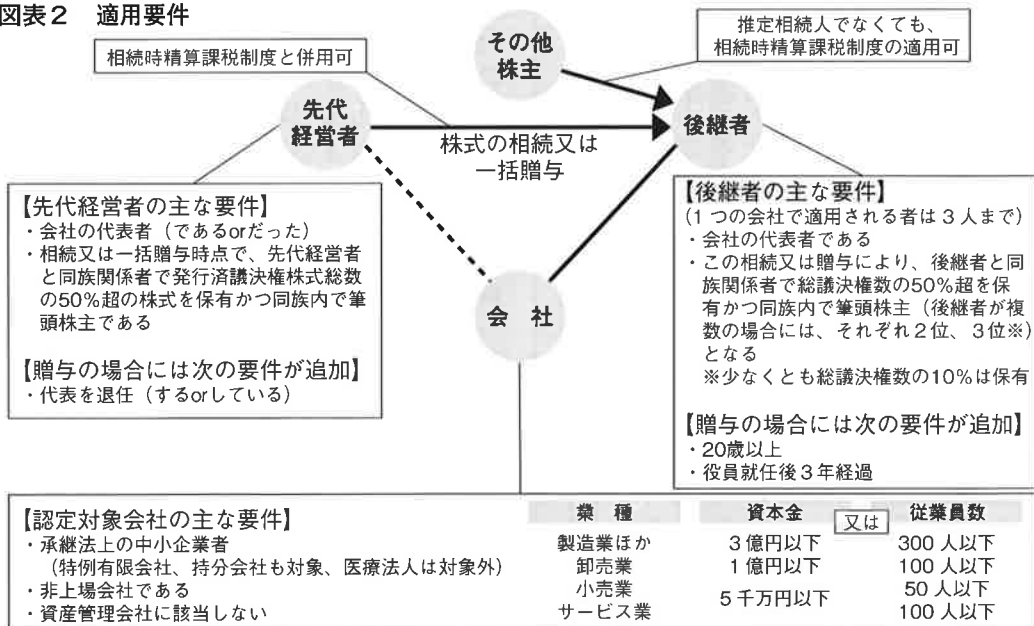 図表2 適用要件
相続時精算課税制度と併用可
その他
株主
推定相続人でなくても、
相続時精算課税制度の適用可
先代
経営者
後継者
株式の相続又は
一括贈与
会 社
【先代経営者の主な要件】
・会社の代表者(であるorだった)
・相続又は一括贈与時点で、先代経営者
と同族関係者で発行済議決権株式総数
の50%超の株式を保有かつ同族内で筆
頭株主である
【贈与の場合には次の要件が追加】
・代表を退任(するorしている)
【後継者の主な要件】
(1つの会社で適用される者は3人まで)
・会社の代表者である
・この相続又は贈与により、後継者と同
族関係者で総議決権数の50%超を保
有かつ同族内で筆頭株主(後継者が複
数の場合には、それぞれ2位、3位※)
となる
※少なくとも総議決権数の10%は保有
【贈与の場合には次の要件が追加】
・20歳以上
・役員就任後3年経過
【認定対象会社の主な要件】
・承継法上の中小企業者
(特例有限会社、持分会社も対象、医療法人は対象外)
・非上場会社である
・資産管理会社に該当しない
業 種 資本金 又は 従業員数
製造業ほか 3億円以下 300人以下
卸売業 1億円以下 100人以下
小売業 5千万円以下 50人以下
サービス業 100人以下